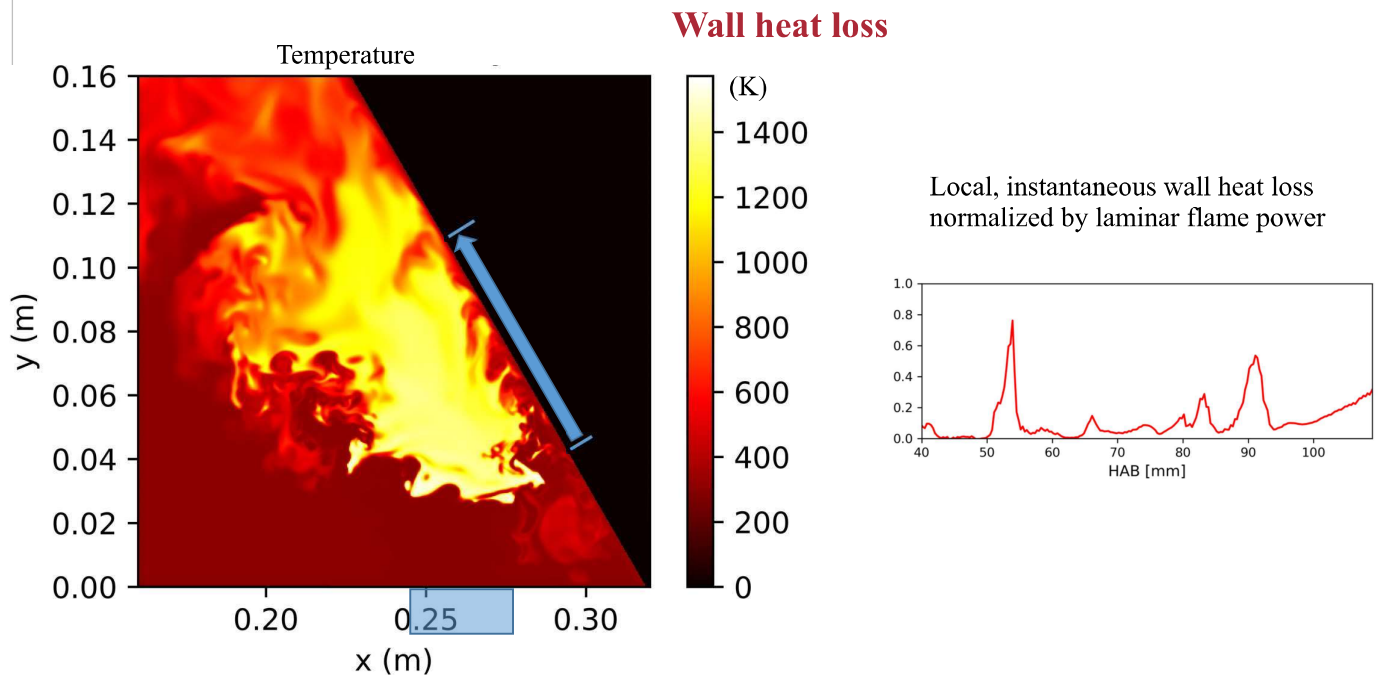 Wall heat loss
Temperature
(K)
0.16
0.14
0.12
0.10
0.08
0.06
0.04
0.02
0.00
y (m)
0.20 0.25 0.30
x (m)
1400
1200
1000
800
600
400
200
0
Local, instantaneous wall heat loss
normalized by laminar flame power
1.0
0.8
0.6
0.4
0.2
0.0
40 50 60 70 80 90 100
HAB [mm]